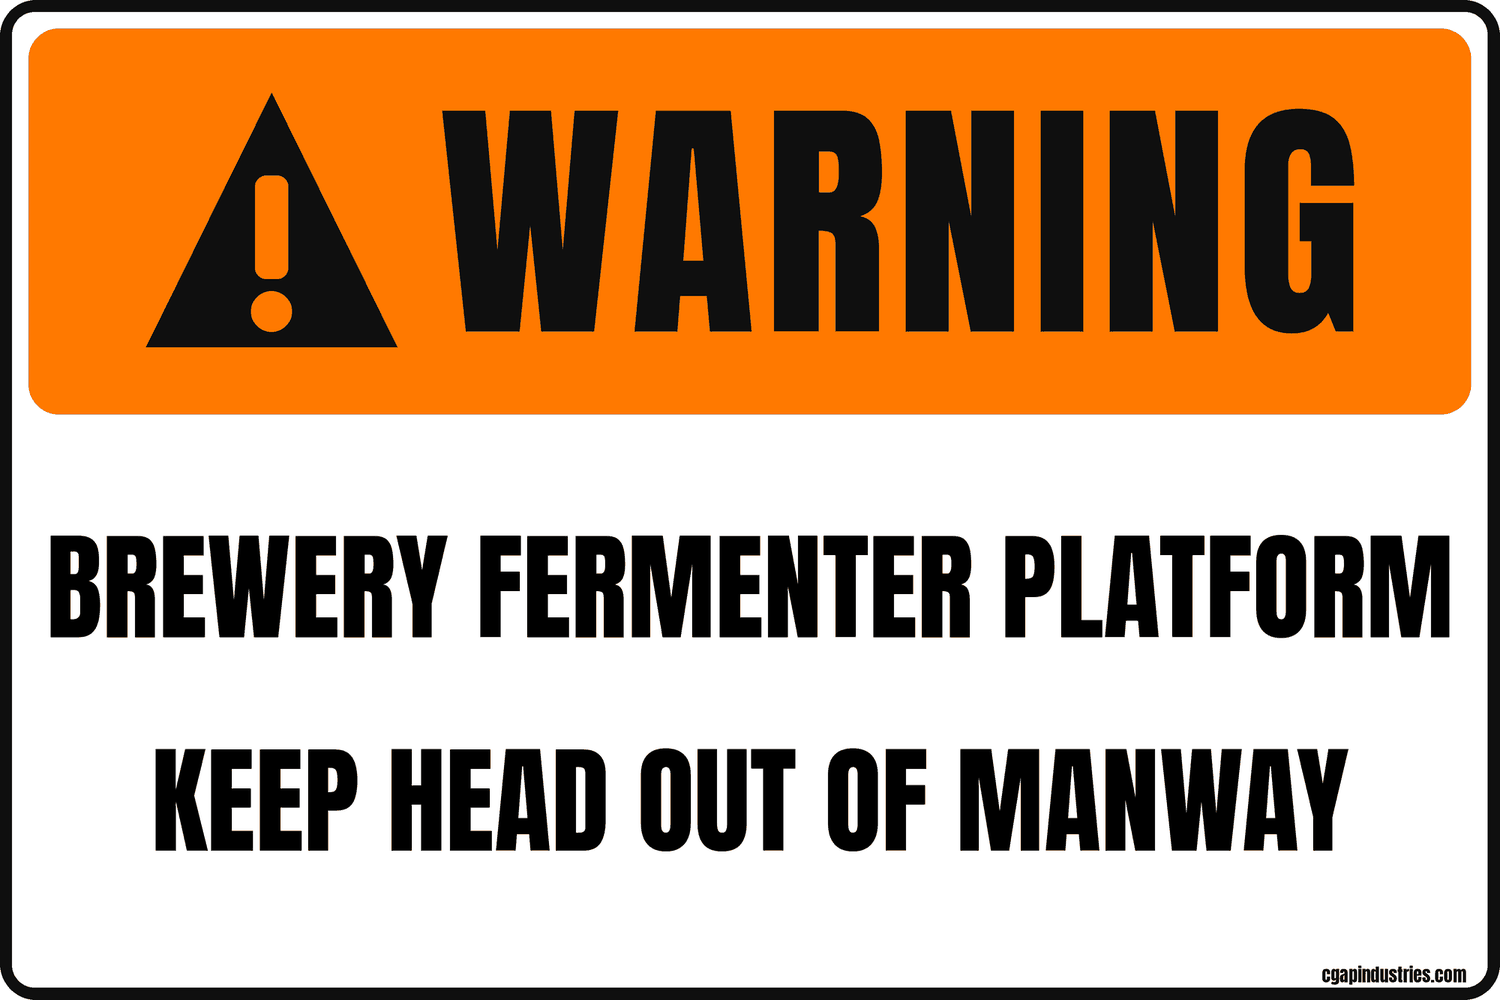 WARNING
BREWERY FERMENTER PLATFORM
KEEP HEAD OUT OF MANWAY
cgapindustries.com